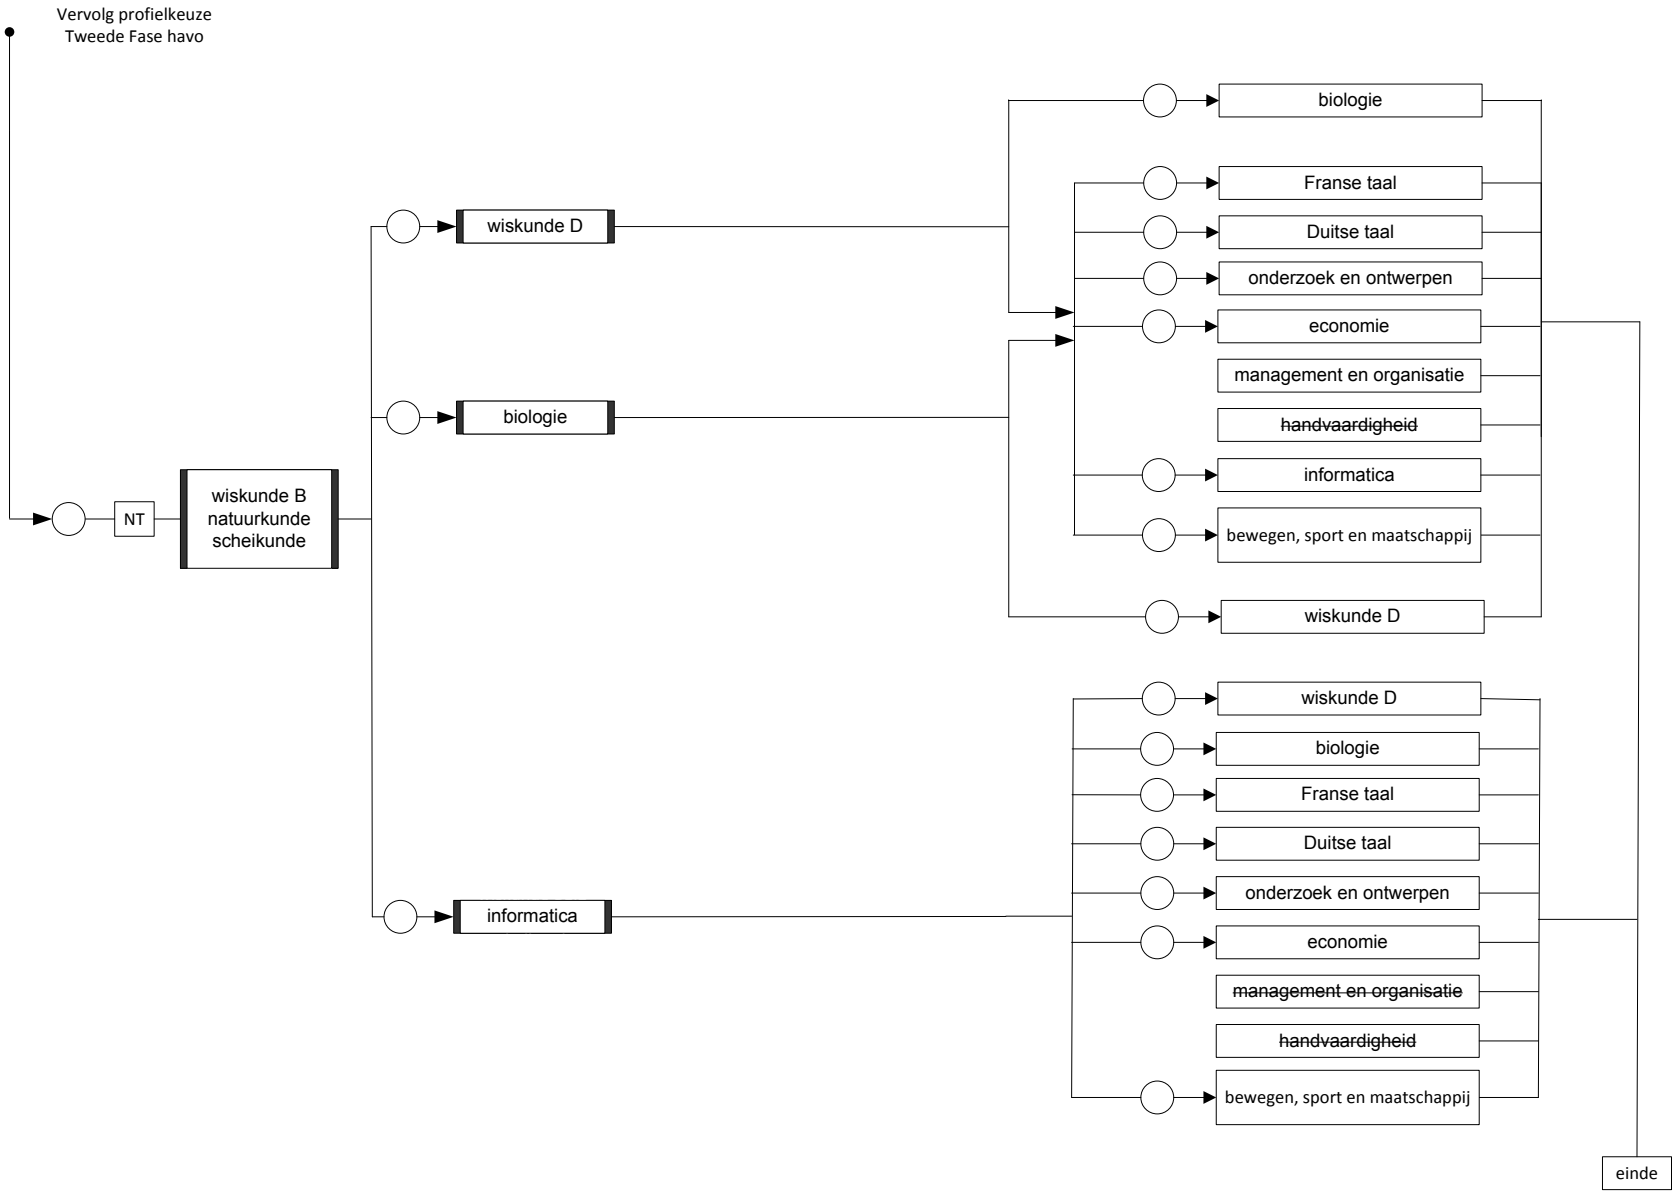 Vervolg profielkeuze
Tweede Fase havo
NT
wiskunde B
natuurkunde
scheikunde
wiskunde D
biologie
informatica
biologie
Franse taal
Duitse taal
onderzoek en ontwerpen
economie
management en organisatie
handvaardigheid
informatica
bewegen, sport en maatschappij
wiskunde D
wiskunde D
biologie
Franse taal
Duitse taal
onderzoek en ontwerpen
economie
management en organisatie
handvaardigheid
bewegen, sport en maatschappij
einde